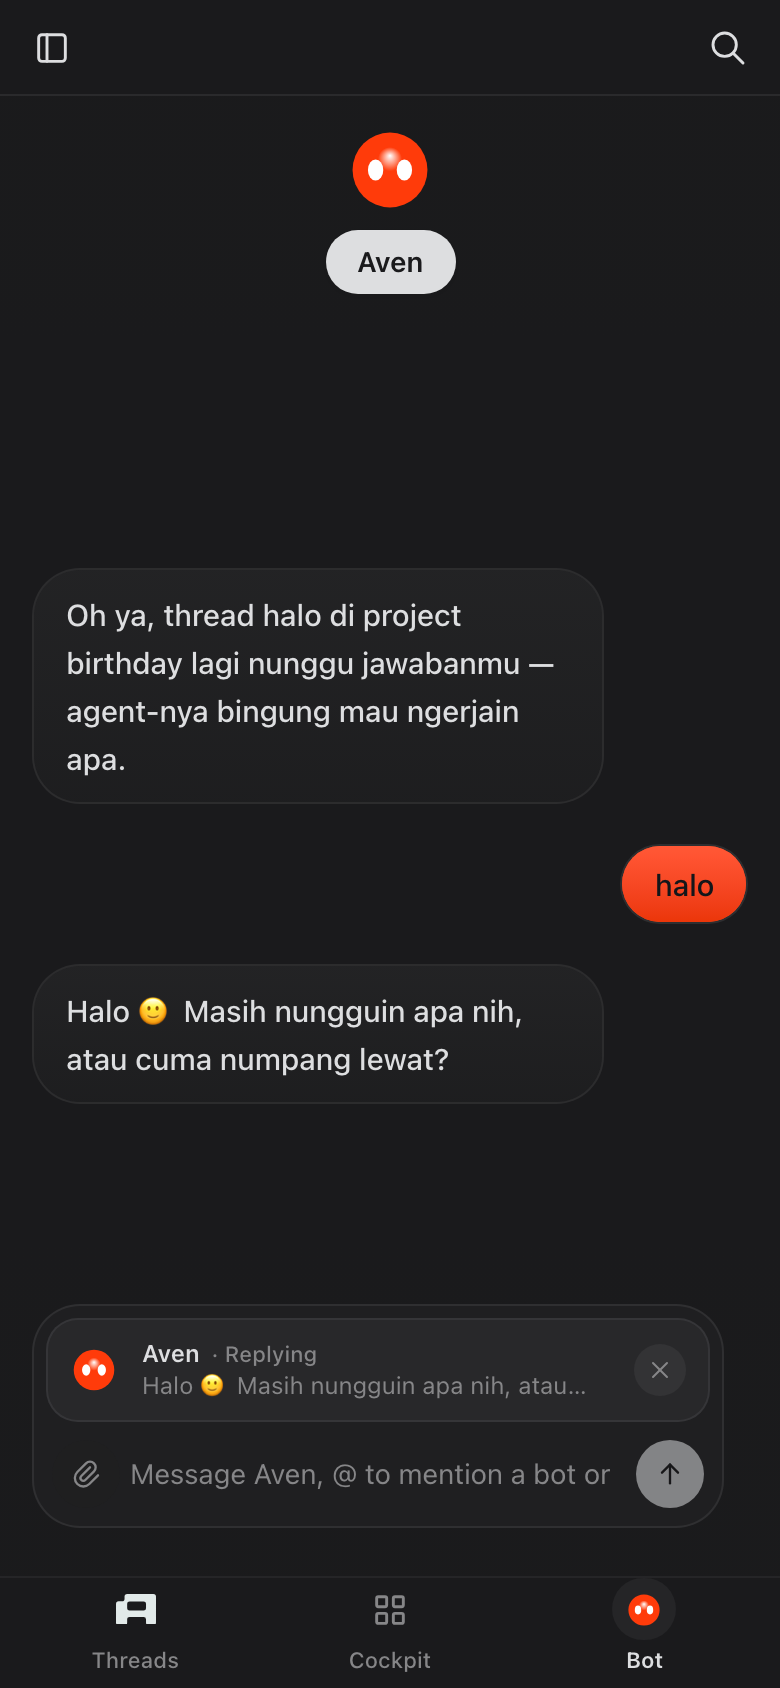 Aven
Oh ya, thread halo di project
birthday lagi nunggu jawabanmu —
agent-nya bingung mau ngerjain
apa.
halo
Halo 🙂 Masih nungguin apa nih,
atau cuma numpang lewat?
Aven · Replying
Halo 🙂 Masih nungguin apa nih, atau...
Message Aven, @ to mention a bot or
Threads
Cockpit
Bot